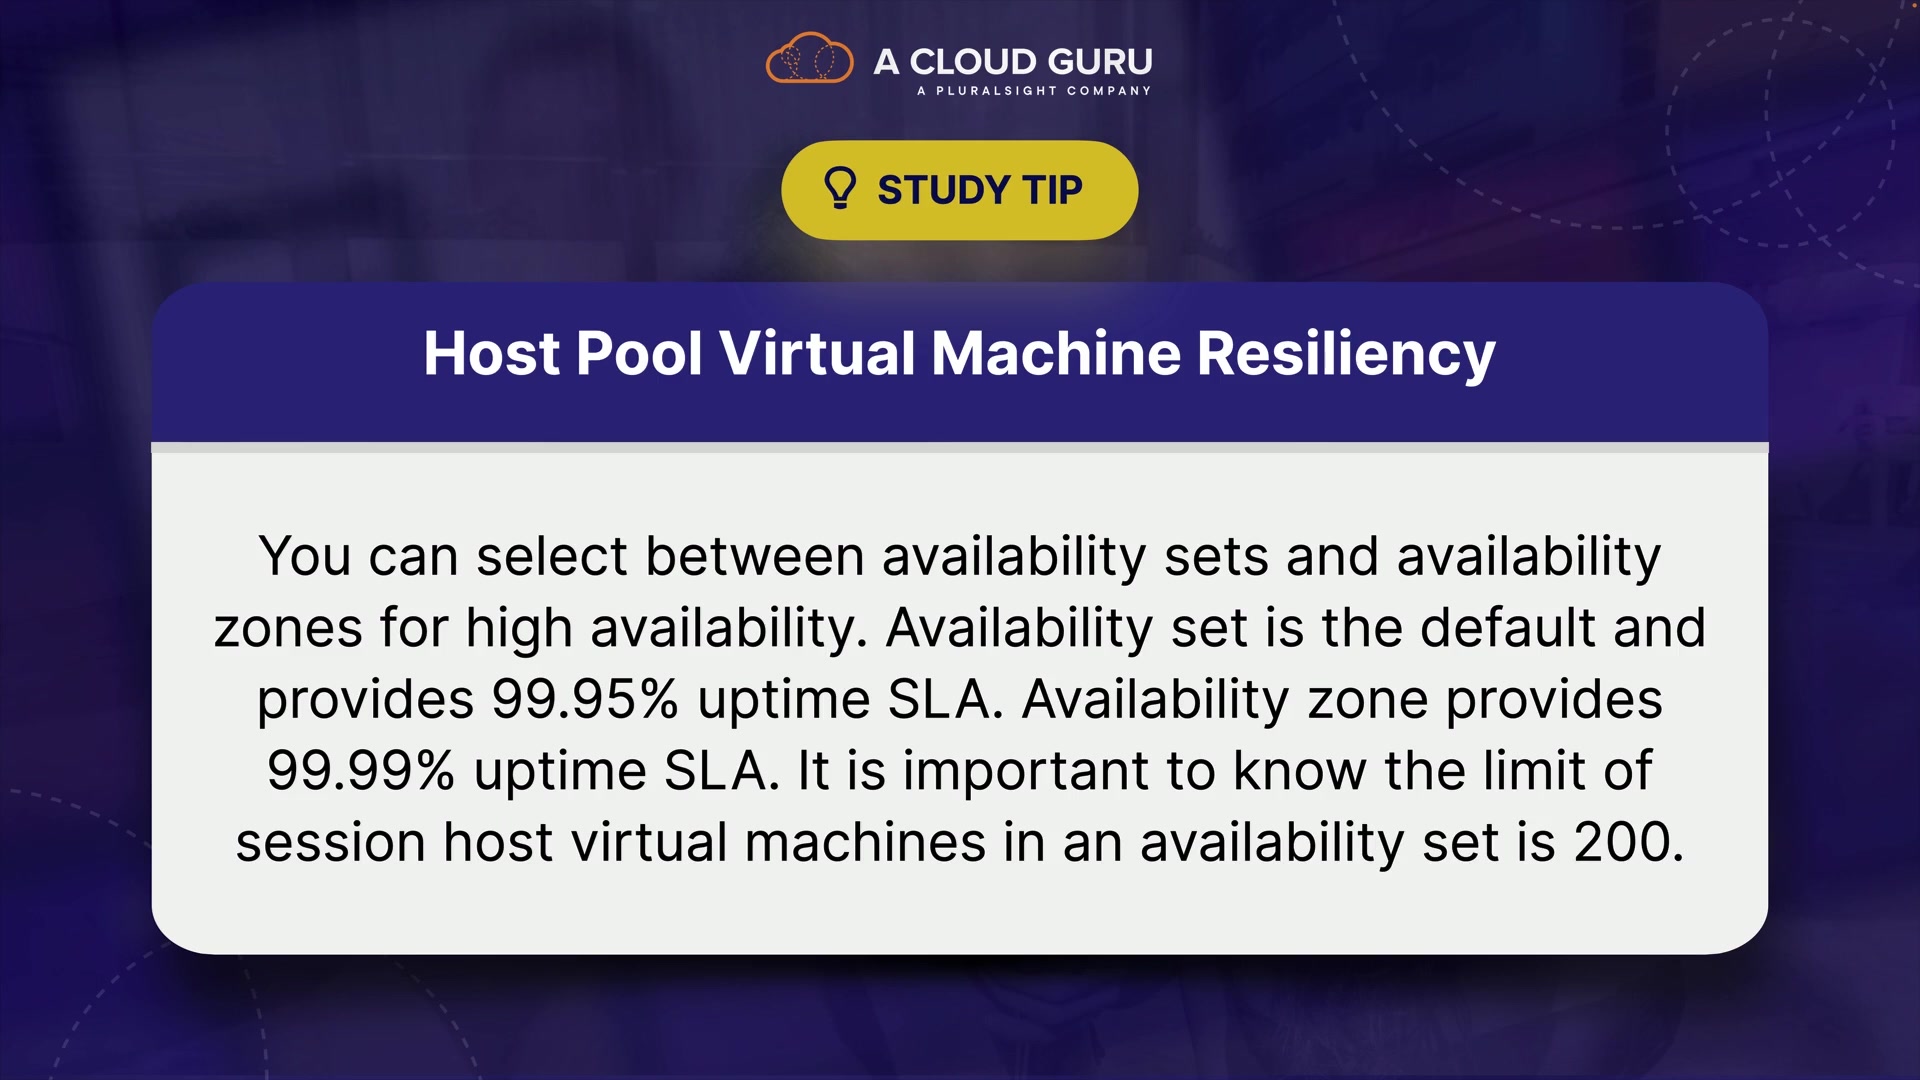 A CLOUD GURU
A PLURALSIGHT COMPANY
STUDY TIP
Host Pool Virtual Machine Resiliency
You can select between availability sets and availability
zones for high availability. Availability set is the default and
provides 99.95% uptime SLA. Availability zone provides
99.99% uptime SLA. It is important to know the limit of
session host virtual machines in an availability set is 200.